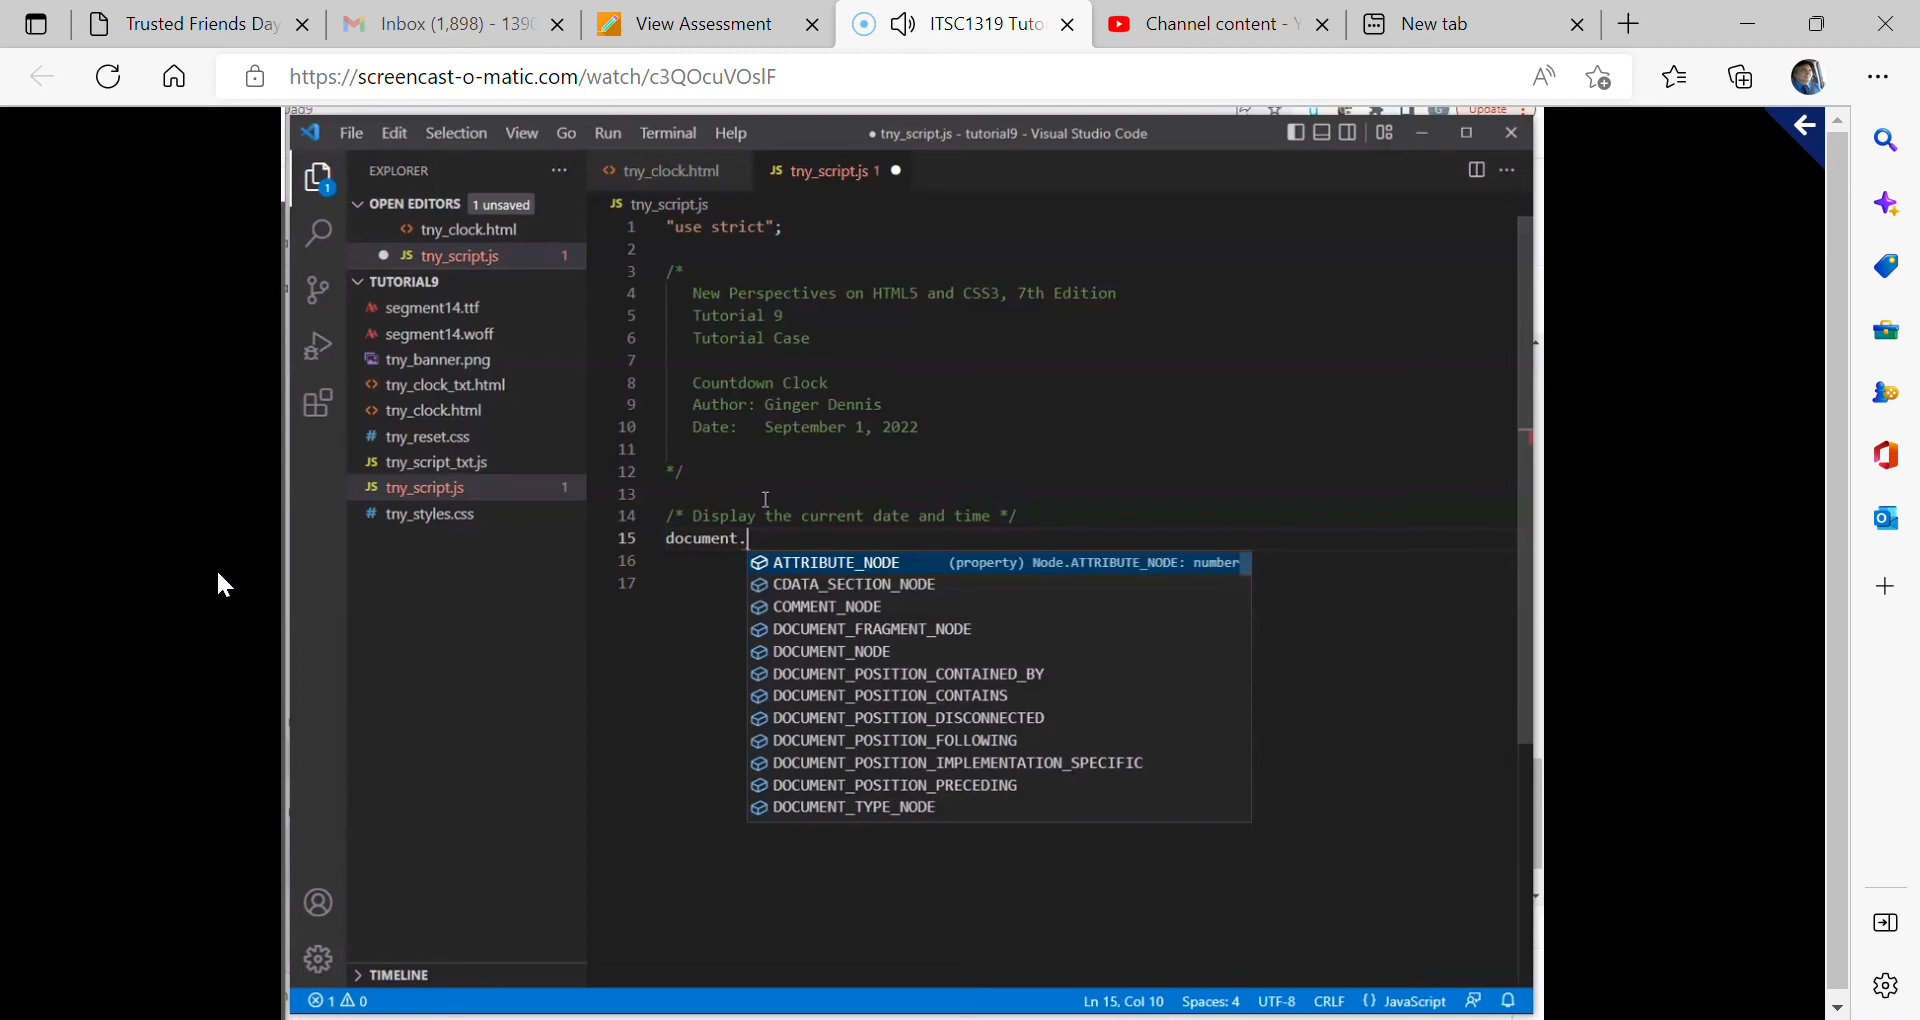 Trusted Friends Day
Inbox (1,898) - 139
View Assessment
ITSC1319 Tuto
Channel content - Y
New tab
https://screencast-o-matic.com/watch/c3QOcuVOslF
Update
File Edit Selection View Go Run Terminal Help
● tny_script.js - tutorial9 - Visual Studio Code
EXPLORER
tny_clock.html
JS tny_script.js 1
OPEN EDITORS 1 unsaved
tny_clock.html
JS tny_script.js 1
TUTORIAL9
segment14.ttf
segment14.woff
tny_banner.png
tny_clock_txt.html
tny_clock.html
# tny_reset.css
JS tny_script_txt.js
JS tny_script.js 1
# tny_styles.css
TIMELINE
JS tny_script.js
1 "use strict";
2
3 /*
4 New Perspectives on HTML5 and CSS3, 7th Edition
5 Tutorial 9
6 Tutorial Case
7
8 Countdown Clock
9 Author: Ginger Dennis
10 Date: September 1, 2022
11
12 */
13
14 /* Display the current date and time */
15 document.
16
17
ATTRIBUTE_NODE (property) Node.ATTRIBUTE_NODE: number
CDATA_SECTION_NODE
COMMENT_NODE
DOCUMENT_FRAGMENT_NODE
DOCUMENT_NODE
DOCUMENT_POSITION_CONTAINED_BY
DOCUMENT_POSITION_CONTAINS
DOCUMENT_POSITION_DISCONNECTED
DOCUMENT_POSITION_FOLLOWING
DOCUMENT_POSITION_IMPLEMENTATION_SPECIFIC
DOCUMENT_POSITION_PRECEDING
DOCUMENT_TYPE_NODE
1 0
Ln 15, Col 10 Spaces: 4 UTF-8 CRLF {} JavaScript